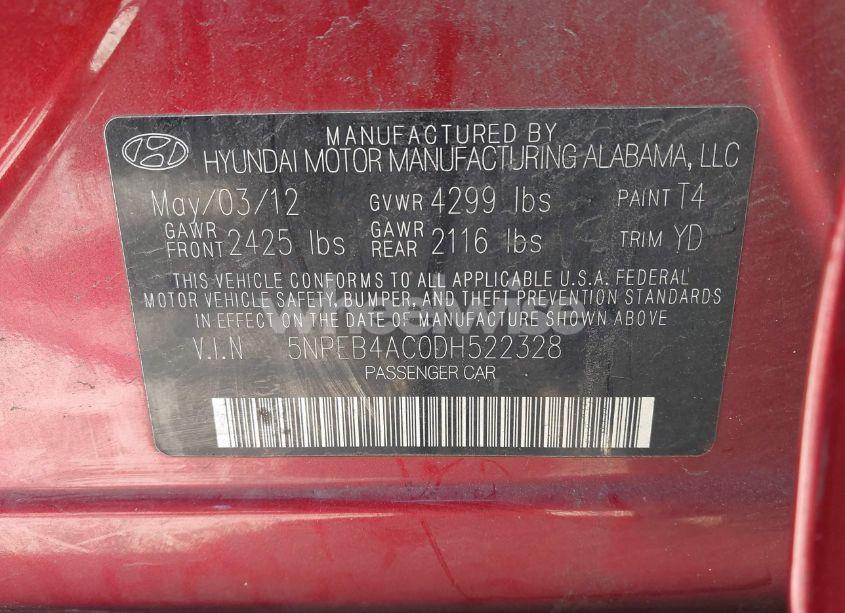 MANUFACTURED BY
HYUNDAI MOTOR MANUFACTURING ALABAMA, LLC
May/03/12 GVWR 4299 lbs PAINT T4
GAWR FRONT 2425 lbs GAWR REAR 2116 lbs TRIM YD
THIS VEHICLE CONFORMS TO ALL APPLICABLE U.S.A. FEDERAL
MOTOR VEHICLE SAFETY, BUMPER, AND THEFT PREVENTION STANDARDS
IN EFFECT ON THE DATE OF MANUFACTURE SHOWN ABOVE
wheelwise
V.I.N 5NPEB4AC0DH522328
PASSENGER CAR